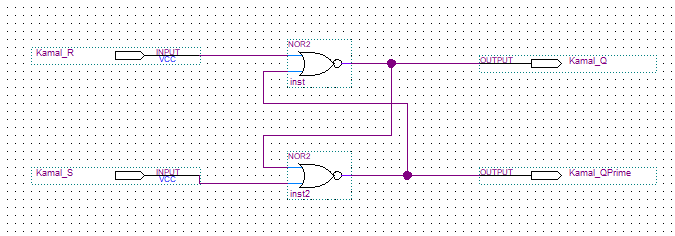 Kamal_R
INPUT
VCC
NOR2
inst
OUTPUT
Kamal_Q
Kamal_S
INPUT
VCC
NOR2
inst2
OUTPUT
Kamal_QPrime